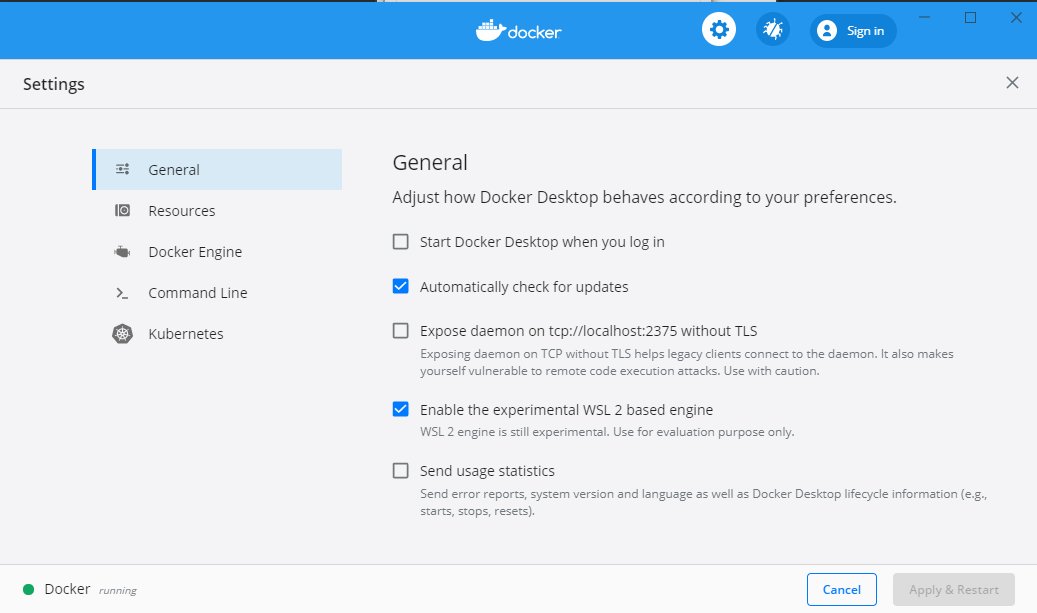 docker
Sign in
Settings
General
Resources
Docker Engine
Command Line
Kubernetes
General
Adjust how Docker Desktop behaves according to your preferences.
Start Docker Desktop when you log in
Automatically check for updates
Expose daemon on tcp://localhost:2375 without TLS
Exposing daemon on TCP without TLS helps legacy clients connect to the daemon. It also makes
yourself vulnerable to remote code execution attacks. Use with caution.
Enable the experimental WSL 2 based engine
WSL 2 engine is still experimental. Use for evaluation purpose only.
Send usage statistics
Send error reports, system version and language as well as Docker Desktop lifecycle information (e.g.,
starts, stops, resets).
Docker running
Cancel
Apply & Restart